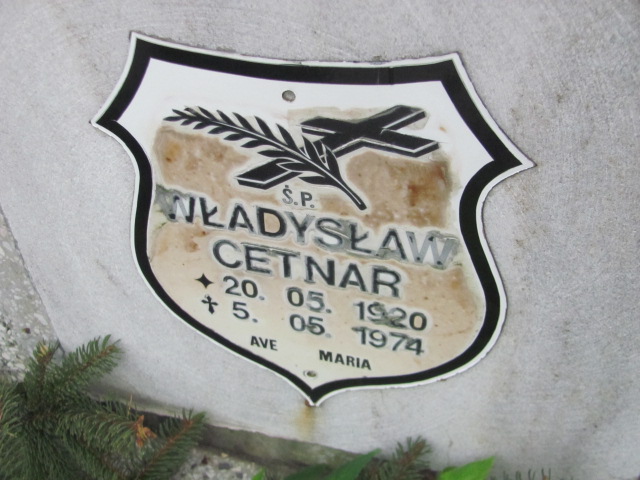 Ś.P.
WŁADYSŁAW
CETNAR
✦ 20. 05. 1920
✝ 5. 05. 1974
AVE MARIA